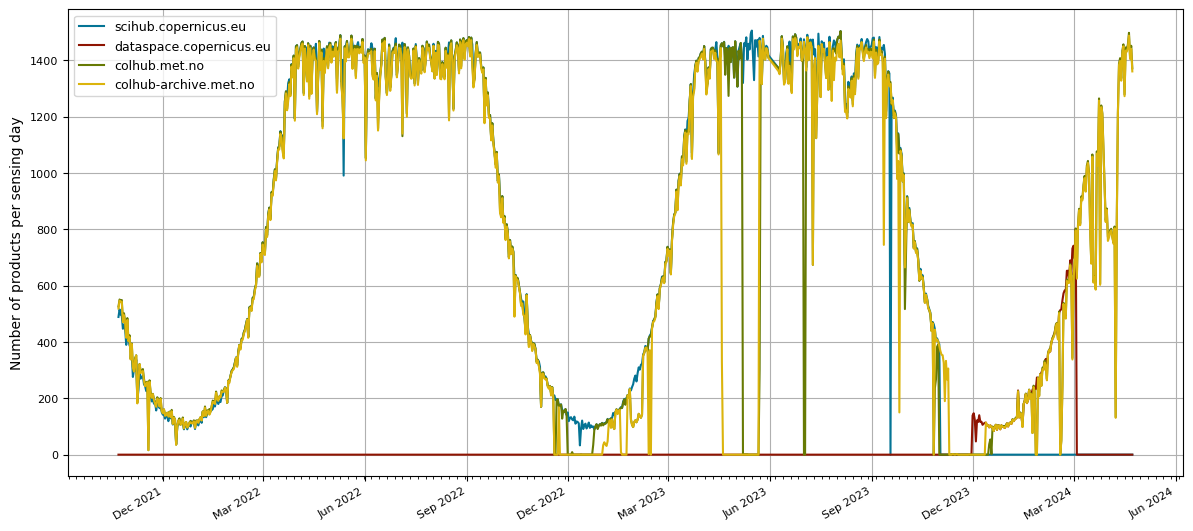 scihub.copernicus.eu
dataspace.copernicus.eu
colhub.met.no
colhub-archive.met.no
Number of products per sensing day
1400
1200
1000
800
600
400
200
0
Dec 2021
Mar 2022
Jun 2022
Sep 2022
Dec 2022
Mar 2023
Jun 2023
Sep 2023
Dec 2023
Mar 2024
Jun 2024